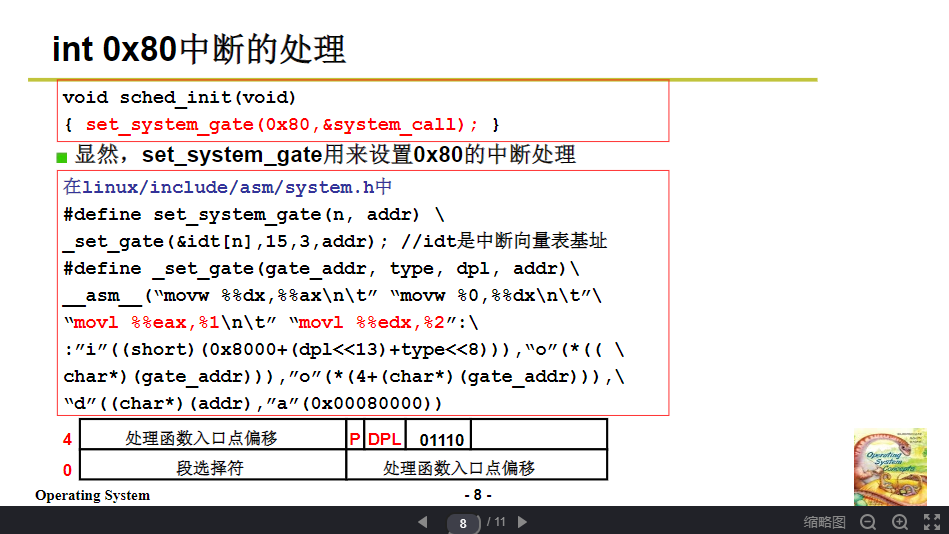 int 0x80中断的处理
void sched_init(void)
{ set_system_gate(0x80,&system_call); }
显然，set_system_gate用来设置0x80的中断处理
在linux/include/asm/system.h中
#define set_system_gate(n, addr) \
_set_gate(&idt[n],15,3,addr); //idt是中断向量表基址
#define _set_gate(gate_addr, type, dpl, addr)\
__asm__(“movw %%dx,%%ax\n\t” “movw %0,%%dx\n\t”\
“movl %%eax,%1\n\t” “movl %%edx,%2”:\
:”i”((short)(0x8000+(dpl<<13)+type<<8))),“o”(*(( \
char*)(gate_addr))),”o”(*(4+(char*)(gate_addr))),\
“d”((char*)(addr),”a”(0x00080000))
4 处理函数入口点偏移 P DPL 01110
0 段选择符 处理函数入口点偏移
Operating System - 8 -
Operating System Concepts
8 / 11 缩略图